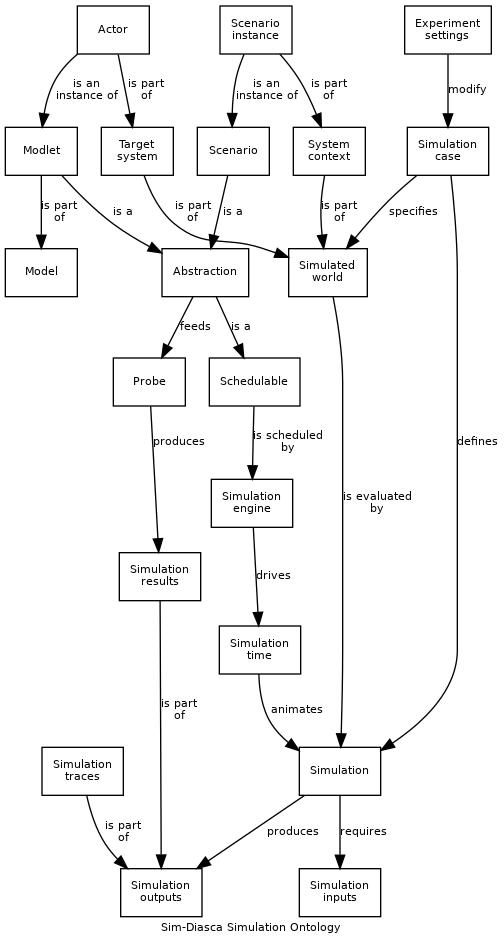 Actor
Scenario
instance
Experiment
settings
is an
instance of
is part
of
is an
instance of
is part
of
modify
Modlet
Target
system
Scenario
System
context
Simulation
case
is part
of
is a
is part
of
is a
is part
of
specifies
Model
Abstraction
Simulated
world
feeds
is a
Probe
Schedulable
produces
is scheduled
by
defines
is evaluated
by
Simulation
engine
Simulation
results
drives
Simulation
time
is part
of
animates
Simulation
traces
Simulation
is part
of
produces
requires
Simulation
outputs
Simulation
inputs
Sim-Diasca Simulation Ontology